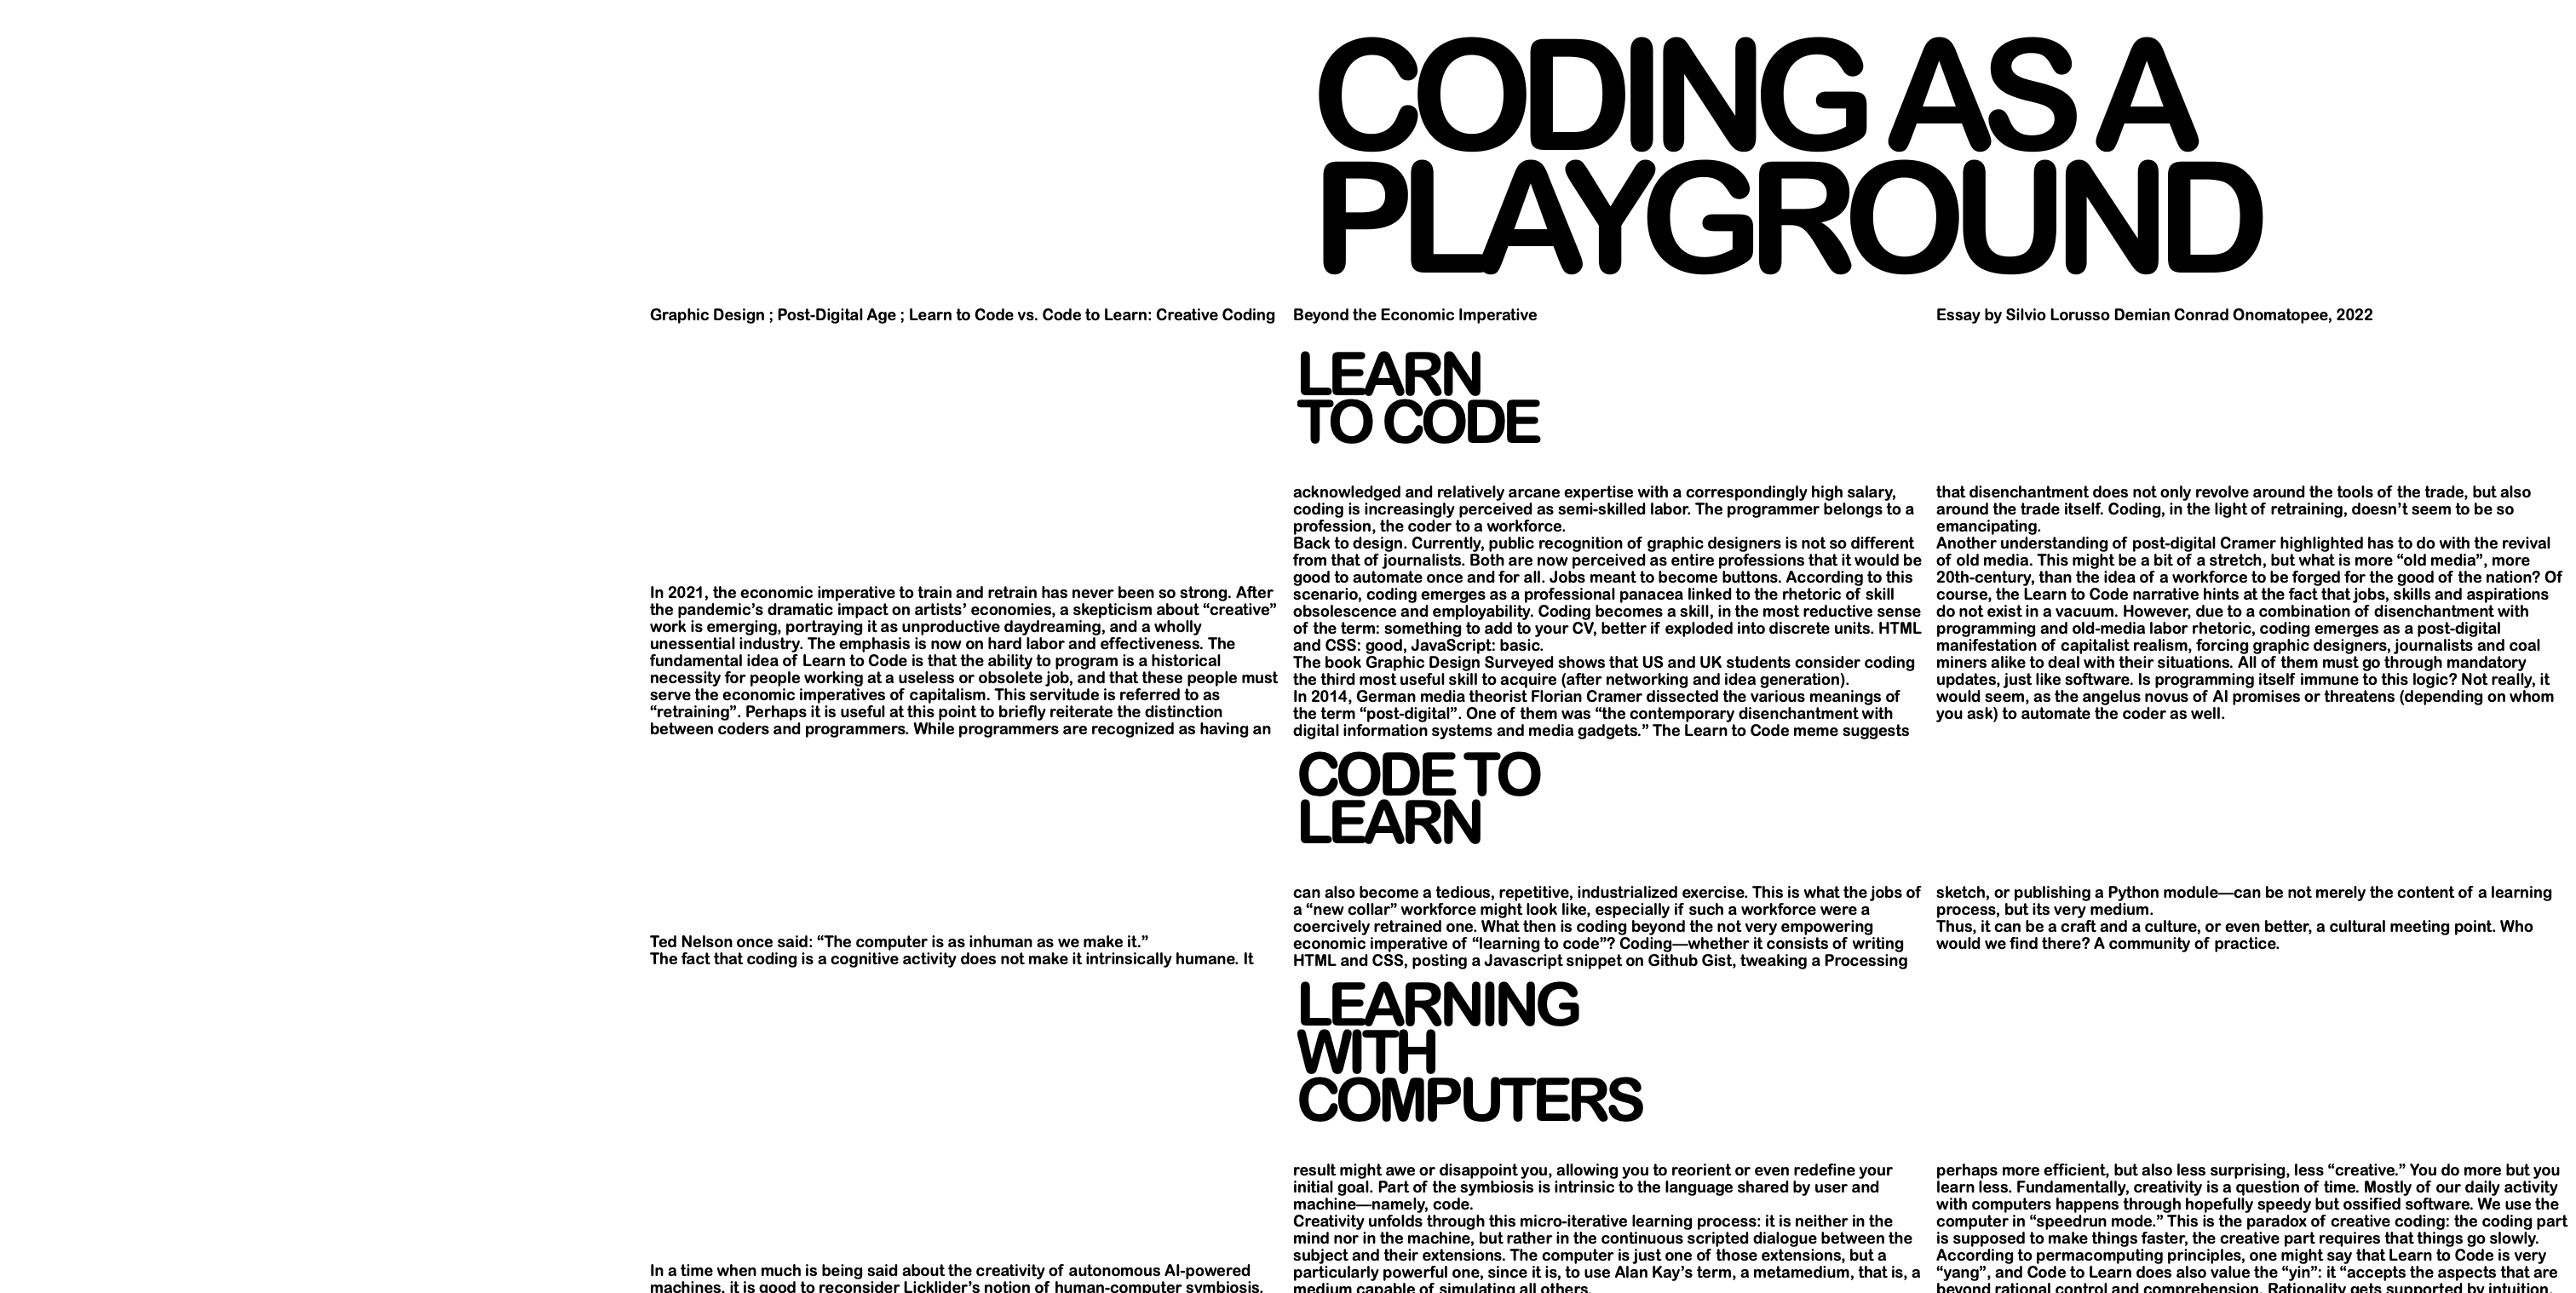 CODING AS A
PLAYGROUND
Graphic Design ; Post-Digital Age ; Learn to Code vs. Code to Learn: Creative Coding
Beyond the Economic Imperative
Essay by Silvio Lorusso Demian Conrad Onomatopee, 2022
LEARN
TO CODE
In 2021, the economic imperative to train and retrain has never been so strong. After
the pandemic’s dramatic impact on artists’ economies, a skepticism about “creative”
work is emerging, portraying it as unproductive daydreaming, and a wholly
unessential industry. The emphasis is now on hard labor and effectiveness. The
fundamental idea of Learn to Code is that the ability to program is a historical
necessity for people working at a useless or obsolete job, and that these people must
serve the economic imperatives of capitalism. This servitude is referred to as
“retraining”. Perhaps it is useful at this point to briefly reiterate the distinction
between coders and programmers. While programmers are recognized as having an
acknowledged and relatively arcane expertise with a correspondingly high salary,
coding is increasingly perceived as semi-skilled labor. The programmer belongs to a
profession, the coder to a workforce.
Back to design. Currently, public recognition of graphic designers is not so different
from that of journalists. Both are now perceived as entire professions that it would be
good to automate once and for all. Jobs meant to become buttons. According to this
scenario, coding emerges as a professional panacea linked to the rhetoric of skill
obsolescence and employability. Coding becomes a skill, in the most reductive sense
of the term: something to add to your CV, better if exploded into discrete units. HTML
and CSS: good, JavaScript: basic.
The book Graphic Design Surveyed shows that US and UK students consider coding
the third most useful skill to acquire (after networking and idea generation).
In 2014, German media theorist Florian Cramer dissected the various meanings of
the term “post-digital”. One of them was “the contemporary disenchantment with
digital information systems and media gadgets.” The Learn to Code meme suggests
that disenchantment does not only revolve around the tools of the trade, but also
around the trade itself. Coding, in the light of retraining, doesn’t seem to be so
emancipating.
Another understanding of post-digital Cramer highlighted has to do with the revival
of old media. This might be a bit of a stretch, but what is more “old media”, more
20th-century, than the idea of a workforce to be forged for the good of the nation? Of
course, the Learn to Code narrative hints at the fact that jobs, skills and aspirations
do not exist in a vacuum. However, due to a combination of disenchantment with
programming and old-media labor rhetoric, coding emerges as a post-digital
manifestation of capitalist realism, forcing graphic designers, journalists and coal
miners alike to deal with their situations. All of them must go through mandatory
updates, just like software. Is programming itself immune to this logic? Not really, it
would seem, as the angelus novus of AI promises or threatens (depending on whom
you ask) to automate the coder as well.
CODE TO
LEARN
Ted Nelson once said: “The computer is as inhuman as we make it.”
The fact that coding is a cognitive activity does not make it intrinsically humane. It
can also become a tedious, repetitive, industrialized exercise. This is what the jobs of
a “new collar” workforce might look like, especially if such a workforce were a
coercively retrained one. What then is coding beyond the not very empowering
economic imperative of “learning to code”? Coding—whether it consists of writing
HTML and CSS, posting a Javascript snippet on Github Gist, tweaking a Processing
sketch, or publishing a Python module—can be not merely the content of a learning
process, but its very medium.
Thus, it can be a craft and a culture, or even better, a cultural meeting point. Who
would we find there? A community of practice.
LEARNING
WITH
COMPUTERS
In a time when much is being said about the creativity of autonomous AI-powered
machines, it is good to reconsider Licklider’s notion of human-computer symbiosis.
result might awe or disappoint you, allowing you to reorient or even redefine your
initial goal. Part of the symbiosis is intrinsic to the language shared by user and
machine—namely, code.
Creativity unfolds through this micro-iterative learning process: it is neither in the
mind nor in the machine, but rather in the continuous scripted dialogue between the
subject and their extensions. The computer is just one of those extensions, but a
particularly powerful one, since it is, to use Alan Kay’s term, a metamedium, that is, a
medium capable of simulating all others.
perhaps more efficient, but also less surprising, less “creative.” You do more but you
learn less. Fundamentally, creativity is a question of time. Mostly of our daily activity
with computers happens through hopefully speedy but ossified software. We use the
computer in “speedrun mode.” This is the paradox of creative coding: the coding part
is supposed to make things faster, the creative part requires that things go slowly.
According to permacomputing principles, one might say that Learn to Code is very
“yang”, and Code to Learn does also value the “yin”: it “accepts the aspects that are
beyond rational control and comprehension. Rationality gets supported by intuition.